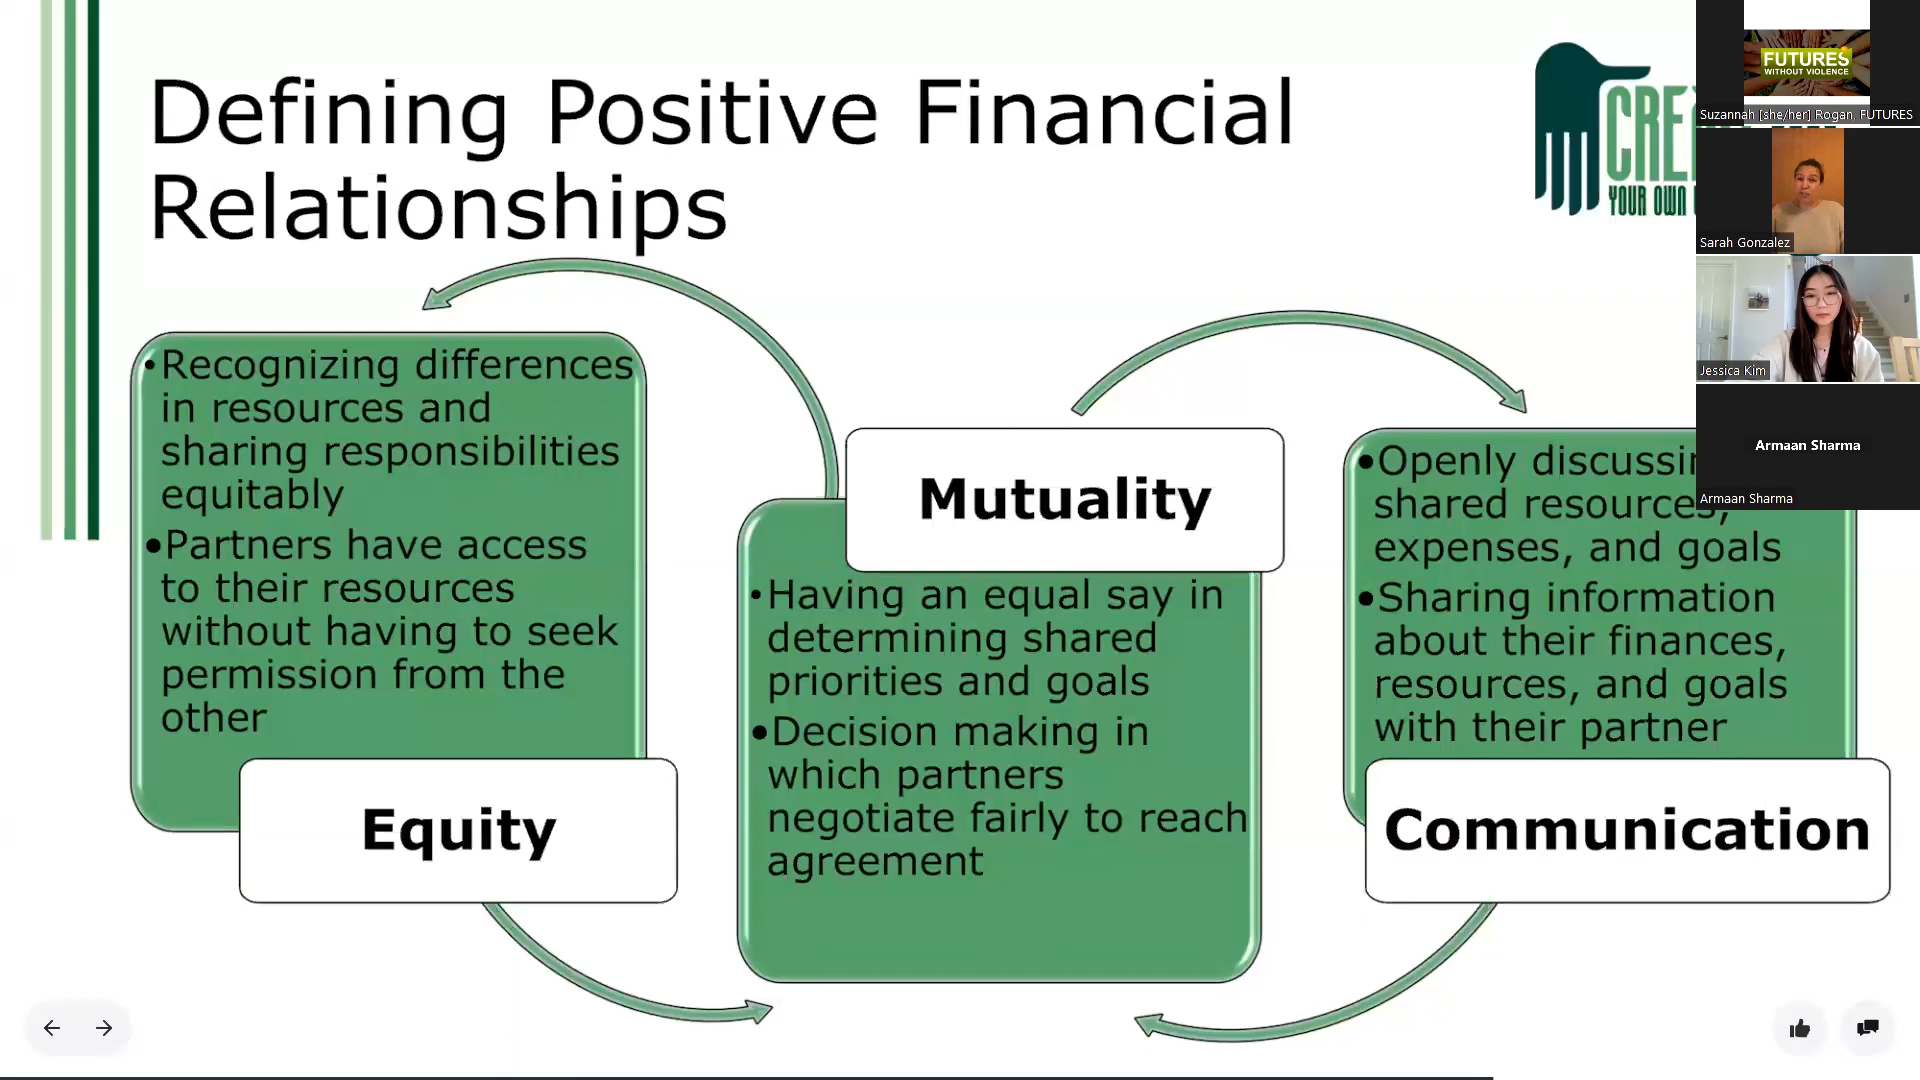 Defining Positive Financial
Relationships
CRE
YOUR OWN
•Recognizing differences
in resources and
sharing responsibilities
equitably
•Partners have access
to their resources
without having to seek
permission from the
other
Equity
Mutuality
•Having an equal say in
determining shared
priorities and goals
•Decision making in
which partners
negotiate fairly to reach
agreement
•Openly discussin
shared resources,
expenses, and goals
•Sharing information
about their finances,
resources, and goals
with their partner
Communication
FUTURES
WITHOUT VIOLENCE
Suzannah [she/her] Rogan, FUTURES
Sarah Gonzalez
Jessica Kim
Armaan Sharma
Armaan Sharma